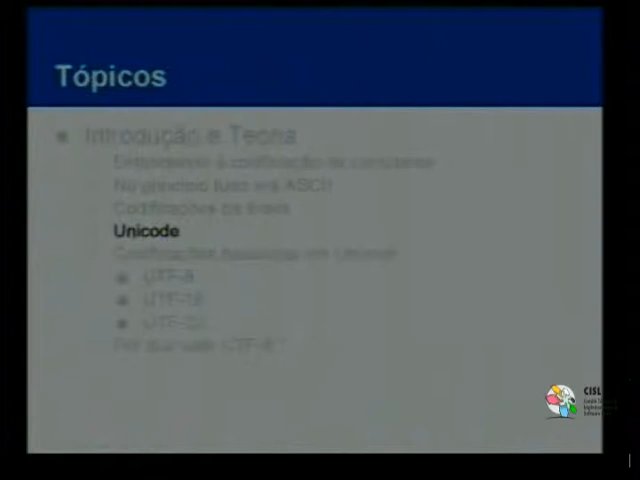 Tópicos
Introdução e Teoria
Entendendo a codificação de caracteres
No princípio tudo era ASCII
Codificações de 8 bits
Unicode
Codificações baseadas em Unicode
UTF-8
UTF-16
UTF-32
Por que usar UTF-8?
CISL